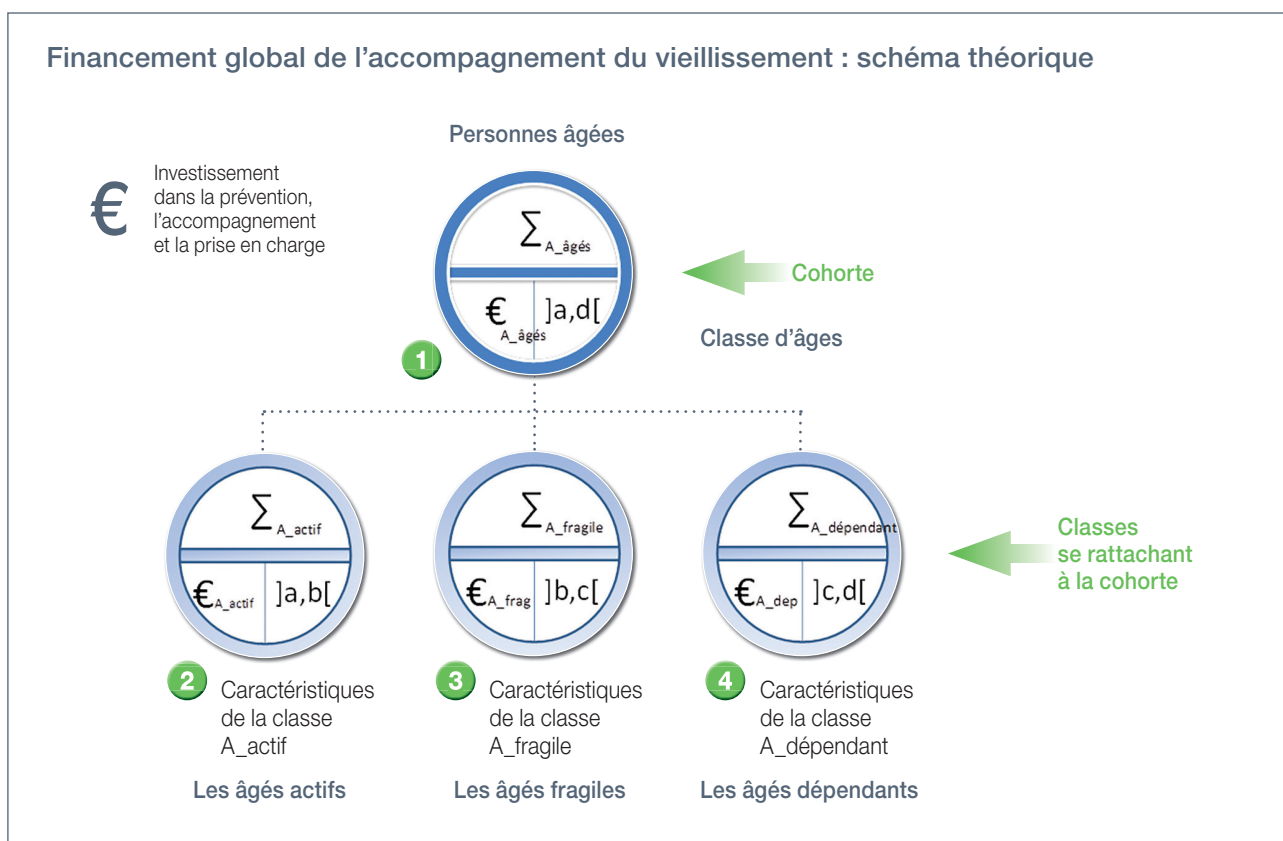 Financement global de l'accompagnement du vieillissement : schéma théorique
Personnes âgées
€
Investissement
dans la prévention,
l'accompagnement
et la prise en charge
∑ A_âgés
€ A_âgés ]a,d[
Cohorte
Classe d'âges
1
∑ A_actif
€ A_actif ]a,b[
∑ A_fragile
€ A_frag ]b,c[
∑ A_dépendant
€ A_dep ]c,d[
Classes
se rattachant
à la cohorte
2
Caractéristiques
de la classe
A_actif
Les âgés actifs
3
Caractéristiques
de la classe
A_fragile
Les âgés fragiles
4
Caractéristiques
de la classe
A_dépendant
Les âgés dépendants